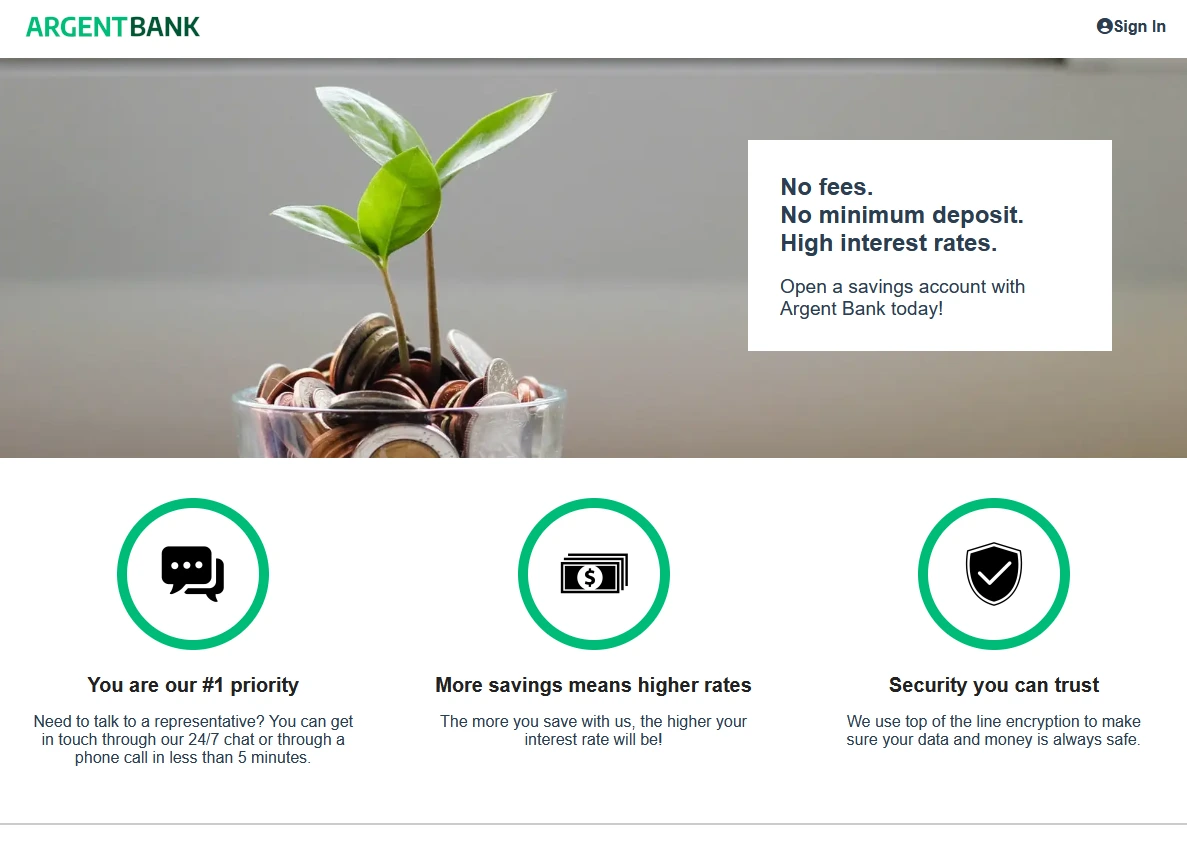 ARGENTBANK
Sign In
No fees.
No minimum deposit.
High interest rates.
Open a savings account with
Argent Bank today!
$
You are our #1 priority
Need to talk to a representative? You can get
in touch through our 24/7 chat or through a
phone call in less than 5 minutes.
More savings means higher rates
The more you save with us, the higher your
interest rate will be!
Security you can trust
We use top of the line encryption to make
sure your data and money is always safe.